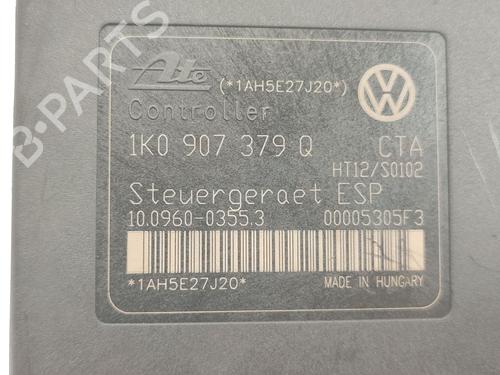 Ate (*1AH5E27J20*)
Controller
1K0 907 379 Q CTA
HT12/S0102
Steuergeraet ESP
10.0960-0355.3 00005305F3
*1AH5E27J20* MADE IN HUNGARY
B-PARTS